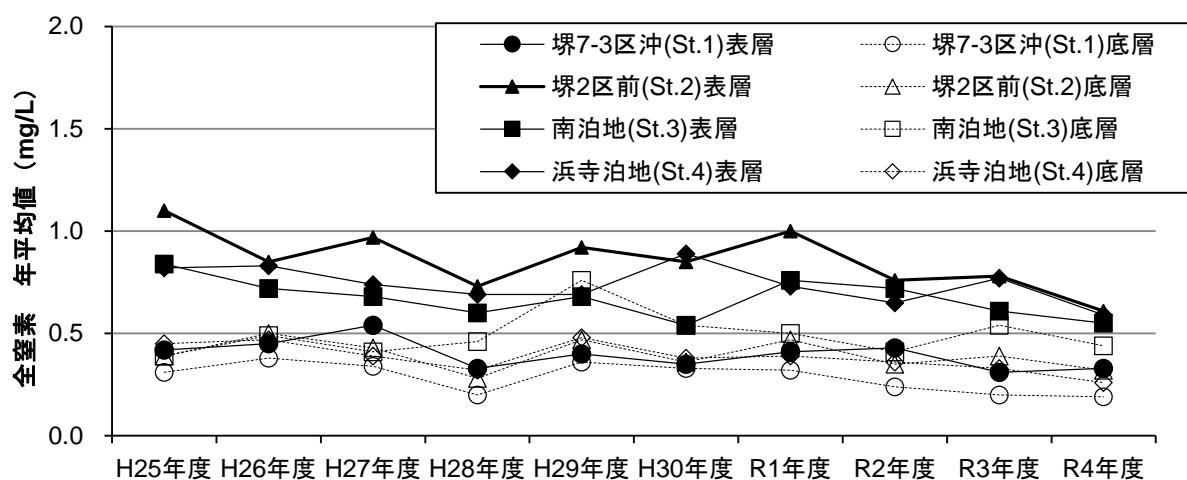 2.0
1.5
1.0
0.5
0.0
全窒素 年平均値 (mg/L)
堺7-3区沖(St.1)表層 堺7-3区沖(St.1)底層
堺2区前(St.2)表層 堺2区前(St.2)底層
南泊地(St.3)表層 南泊地(St.3)底層
浜寺泊地(St.4)表層 浜寺泊地(St.4)底層
H25年度 H26年度 H27年度 H28年度 H29年度 H30年度 R1年度 R2年度 R3年度 R4年度